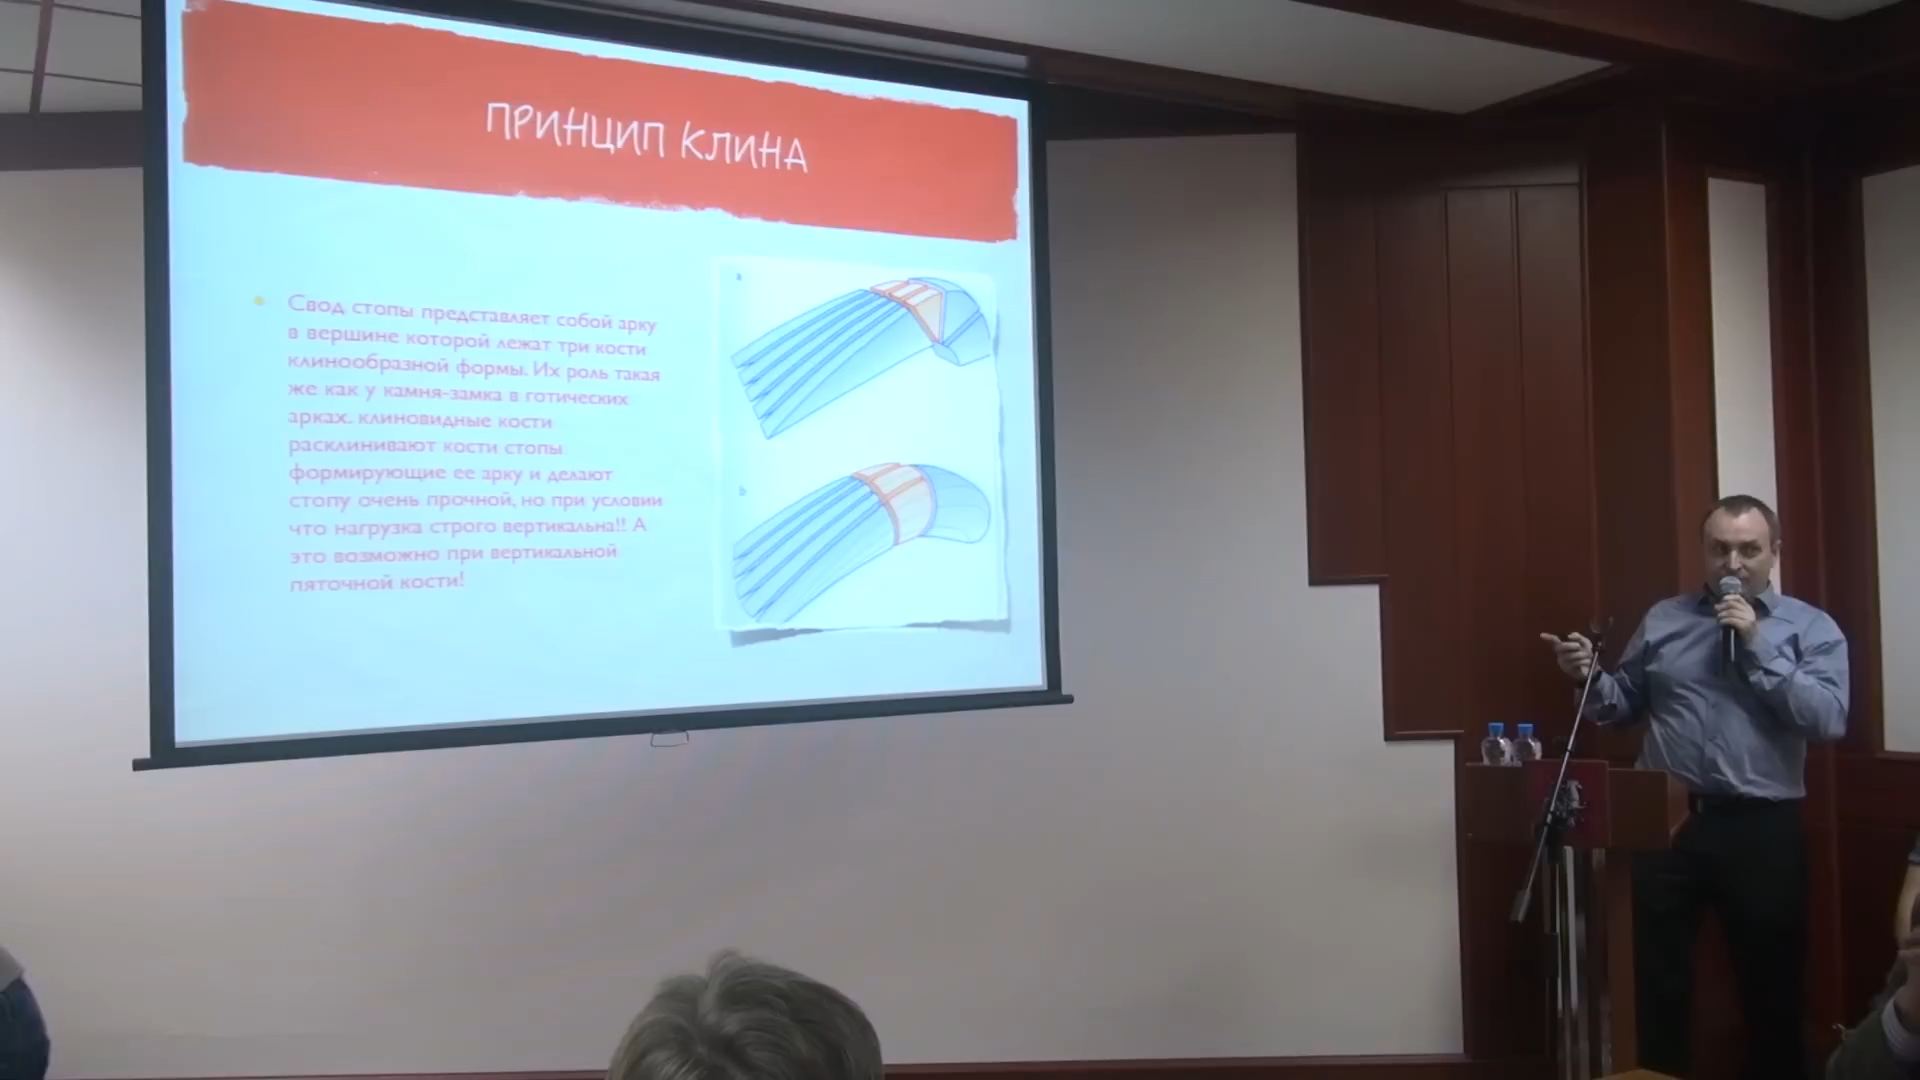 ПРИНЦИП КЛИНА
Свод стопы представляет собой арку
в вершине которой лежат три кости
клинообразной формы. Их роль такая
же как у камня-замка в готических
арках. клиновидные кости
расклинивают кости стопы
формирующие ее арку и делают
стопу очень прочной, но при условии
что нагрузка строго вертикальна!! А
это возможно при вертикальной
пяточной кости!
a
b